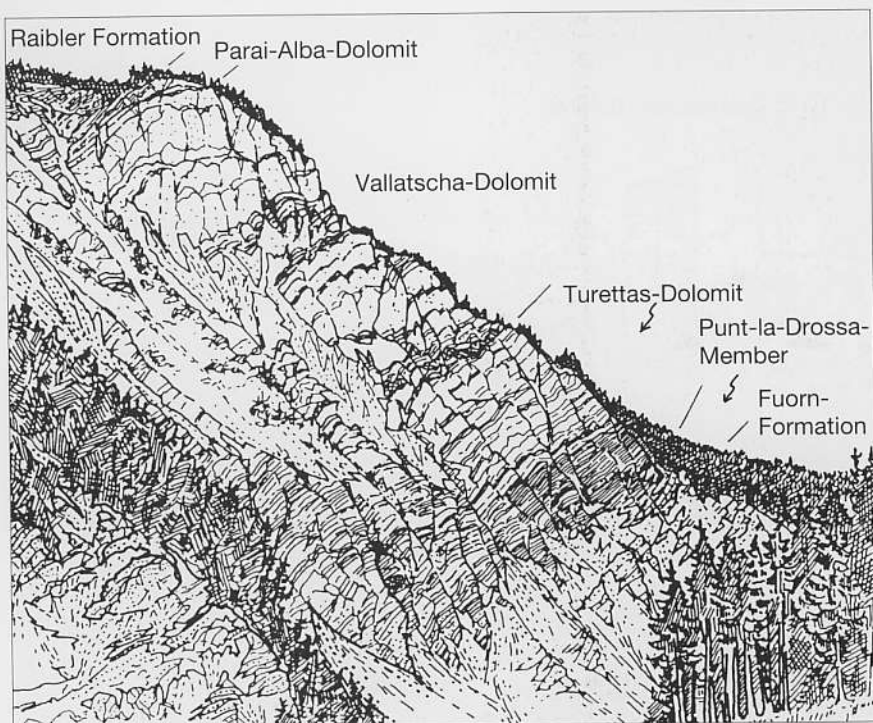 Raibler Formation
Parai-Alba-Dolomit
Vallatscha-Dolomit
Turettas-Dolomit
Punt-la-Drossa-
Member
Fuorn-
Formation